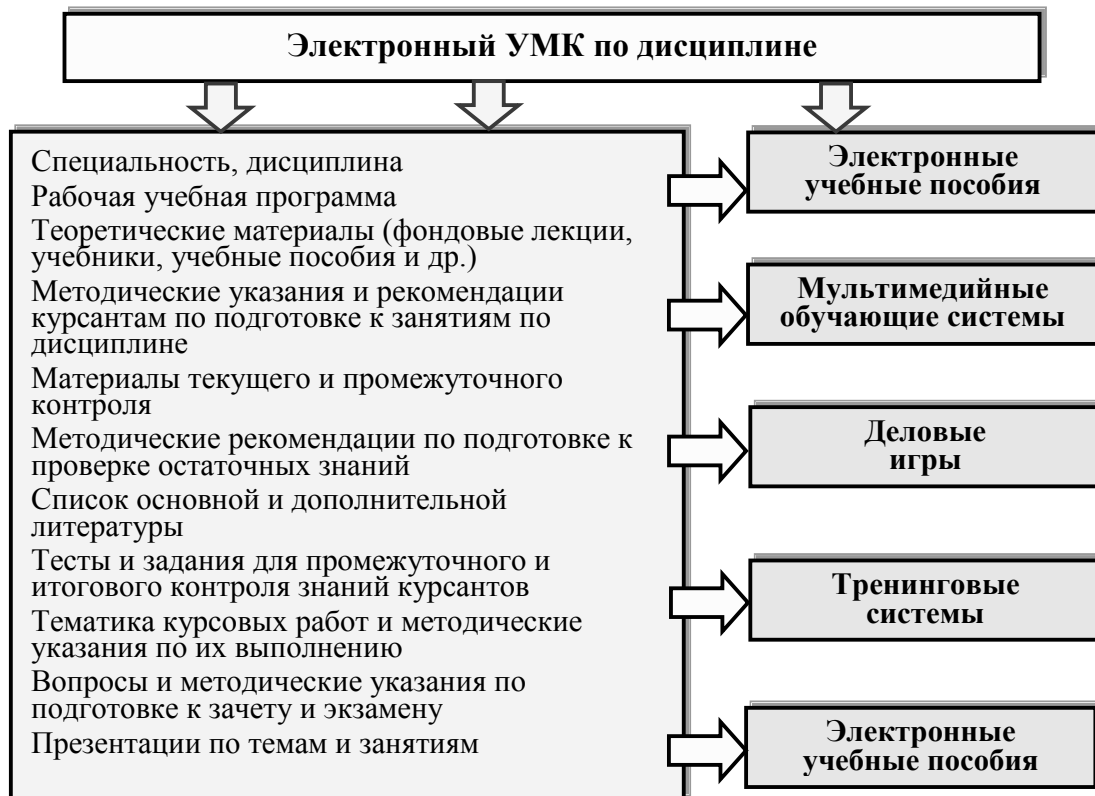 Электронный УМК по дисциплине
Специальность, дисциплина
Рабочая учебная программа
Теоретические материалы (фондовые лекции,
учебники, учебные пособия и др.)
Методические указания и рекомендации
курсантам по подготовке к занятиям по
дисциплине
Материалы текущего и промежуточного
контроля
Методические рекомендации по подготовке к
проверке остаточных знаний
Список основной и дополнительной
литературы
Тесты и задания для промежуточного и
итогового контроля знаний курсантов
Тематика курсовых работ и методические
указания по их выполнению
Вопросы и методические указания по
подготовке к зачету и экзамену
Презентации по темам и занятиям
Электронные
учебные пособия
Мультимедийные
обучающие системы
Деловые
игры
Тренинговые
системы
Электронные
учебные пособия